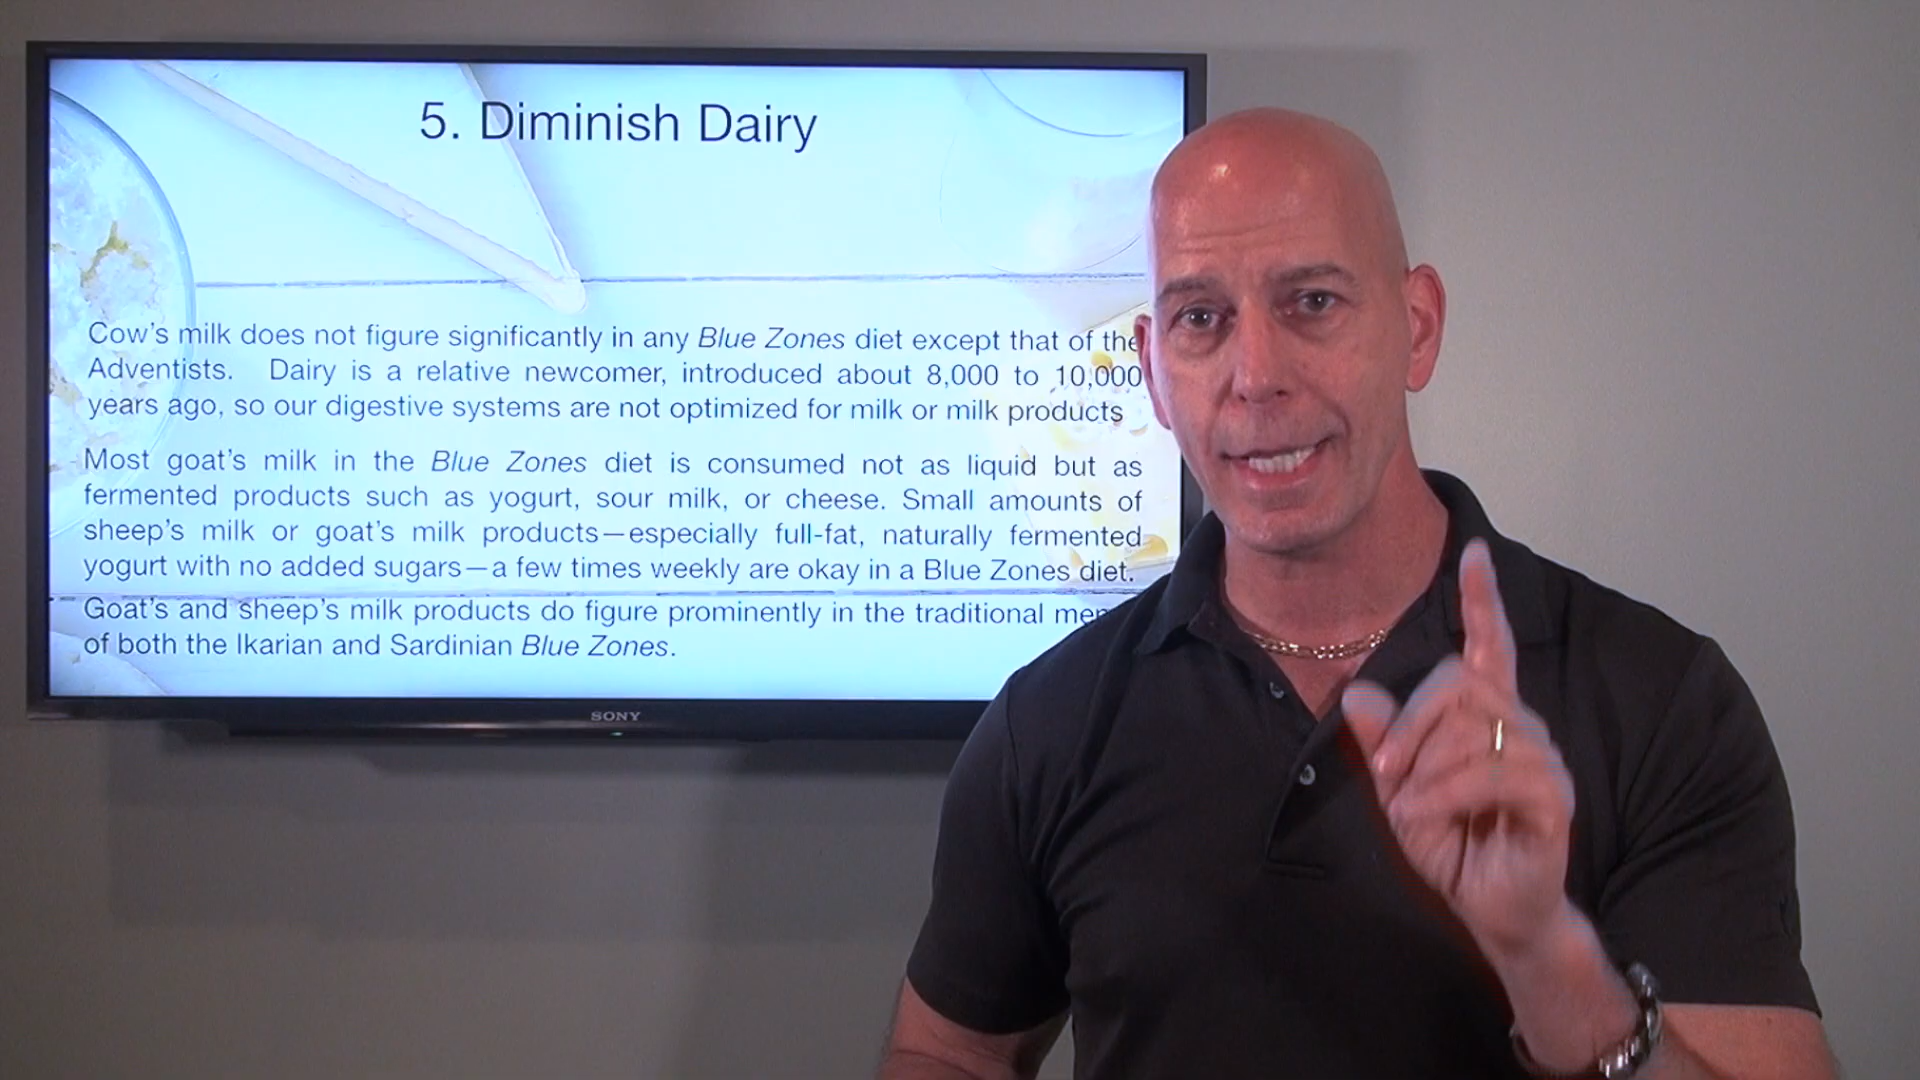 5. Diminish Dairy
Cow's milk does not figure significantly in any Blue Zones diet except that of the
Adventists. Dairy is a relative newcomer, introduced about 8,000 to 10,000
years ago, so our digestive systems are not optimized for milk or milk products
Most goat's milk in the Blue Zones diet is consumed not as liquid but as
fermented products such as yogurt, sour milk, or cheese. Small amounts of
sheep's milk or goat's milk products—especially full-fat, naturally fermented
yogurt with no added sugars—a few times weekly are okay in a Blue Zones diet.
Goat's and sheep's milk products do figure prominently in the traditional
of both the Ikarian and Sardinian Blue Zones.
SONY